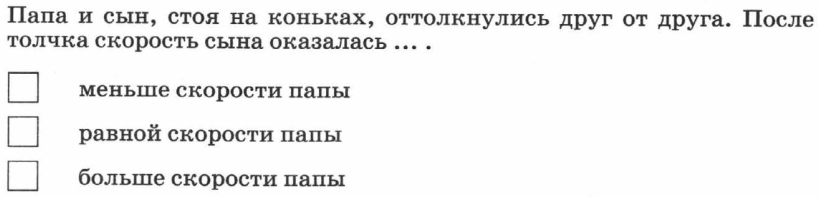 Папа и сын, стоя на коньках, оттолкнулись друг от друга. После
толчка скорость сына оказалась ... .
меньше скорости папы
равной скорости папы
больше скорости папы